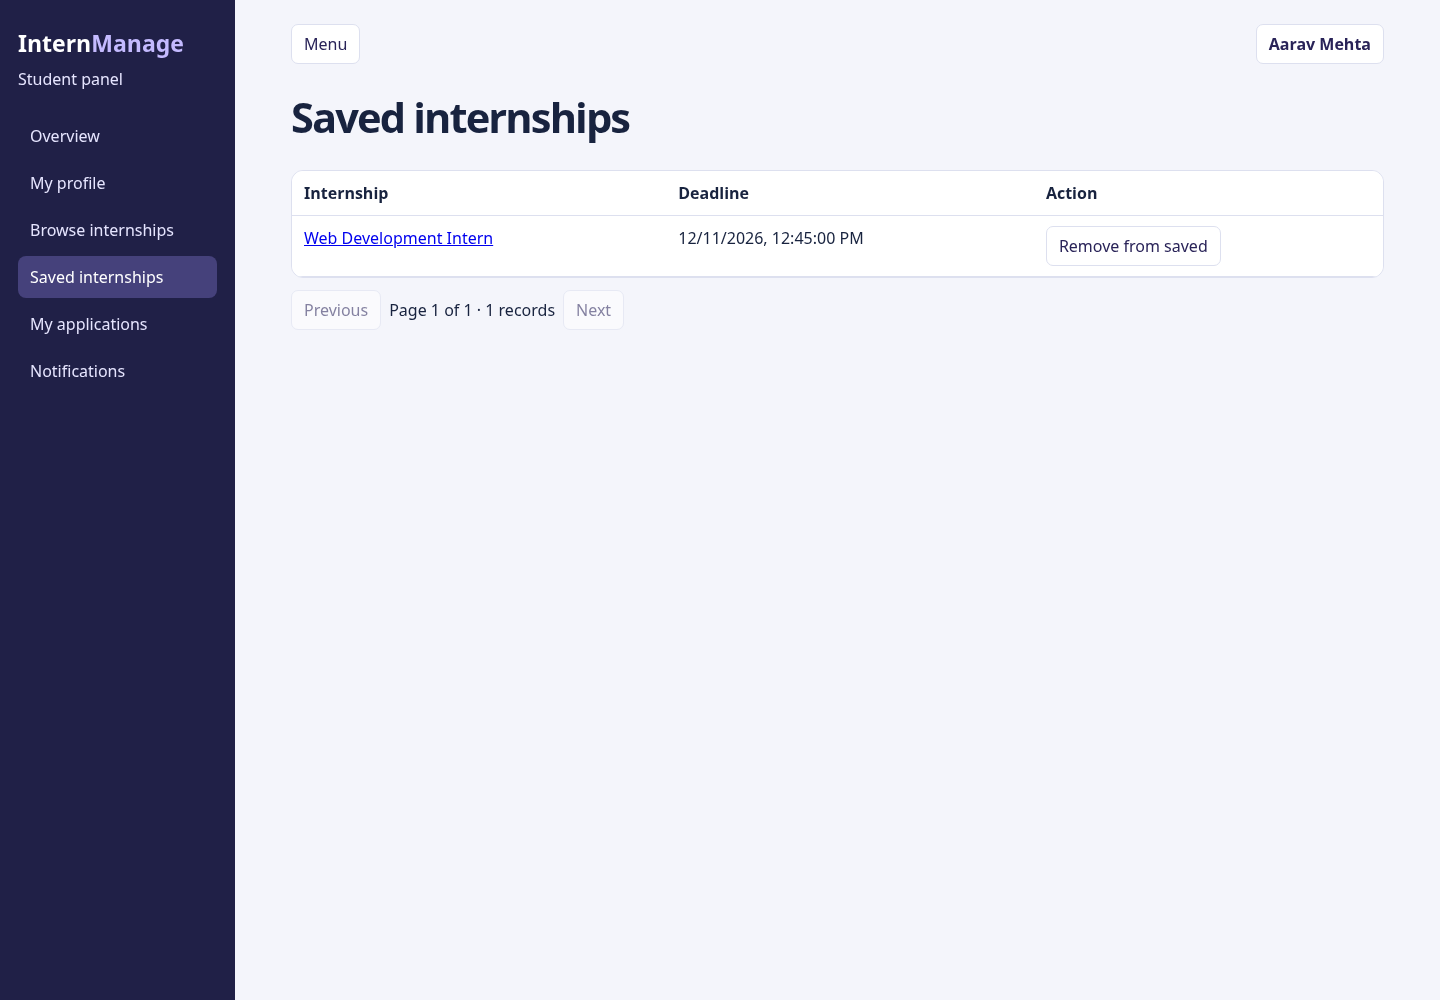 InternManage
Student panel
Overview
My profile
Browse internships
Saved internships
My applications
Notifications
Menu
Aarav Mehta
Saved internships
Internship Deadline Action
Web Development Intern 12/11/2026, 12:45:00 PM Remove from saved
Previous Page 1 of 1 · 1 records Next